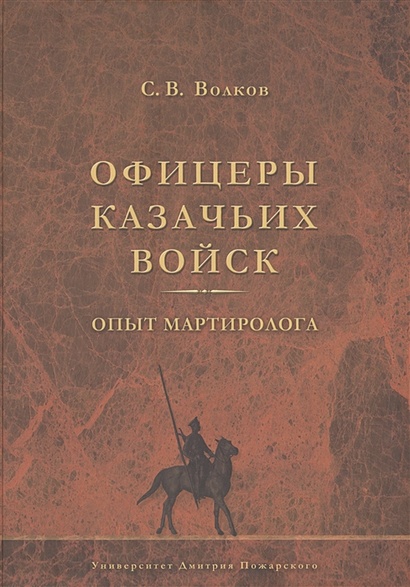 С. В. Волков
ОФИЦЕРЫ
КАЗАЧЬИХ
ВОЙСК
ОПЫТ МАРТИРОЛОГА
Университет Дмитрия Пожарского